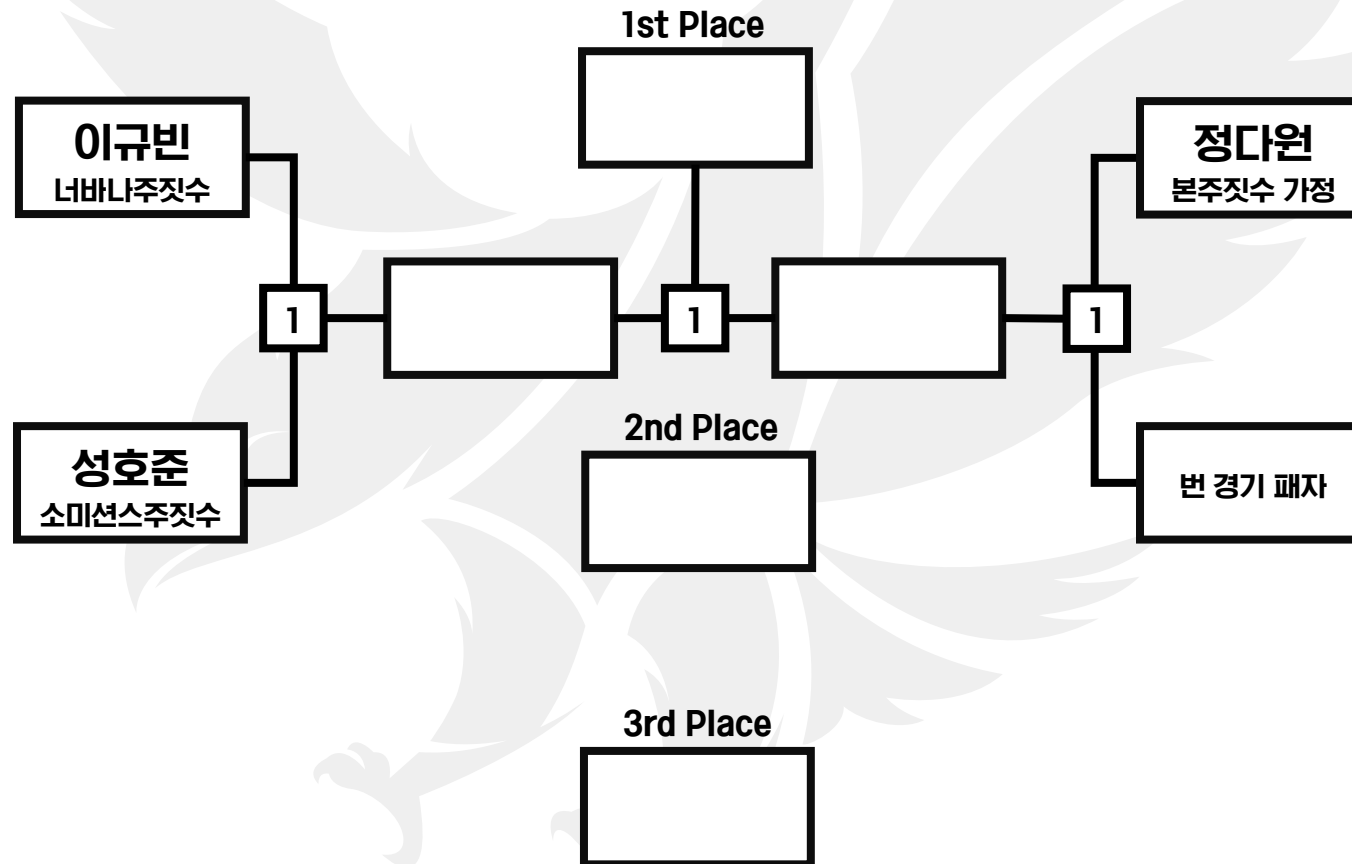 1st Place
이규빈
너바나주짓수
정다원
본주짓수 가정
1
1
1
성호준
소미션스주짓수
2nd Place
번 경기 패자
3rd Place